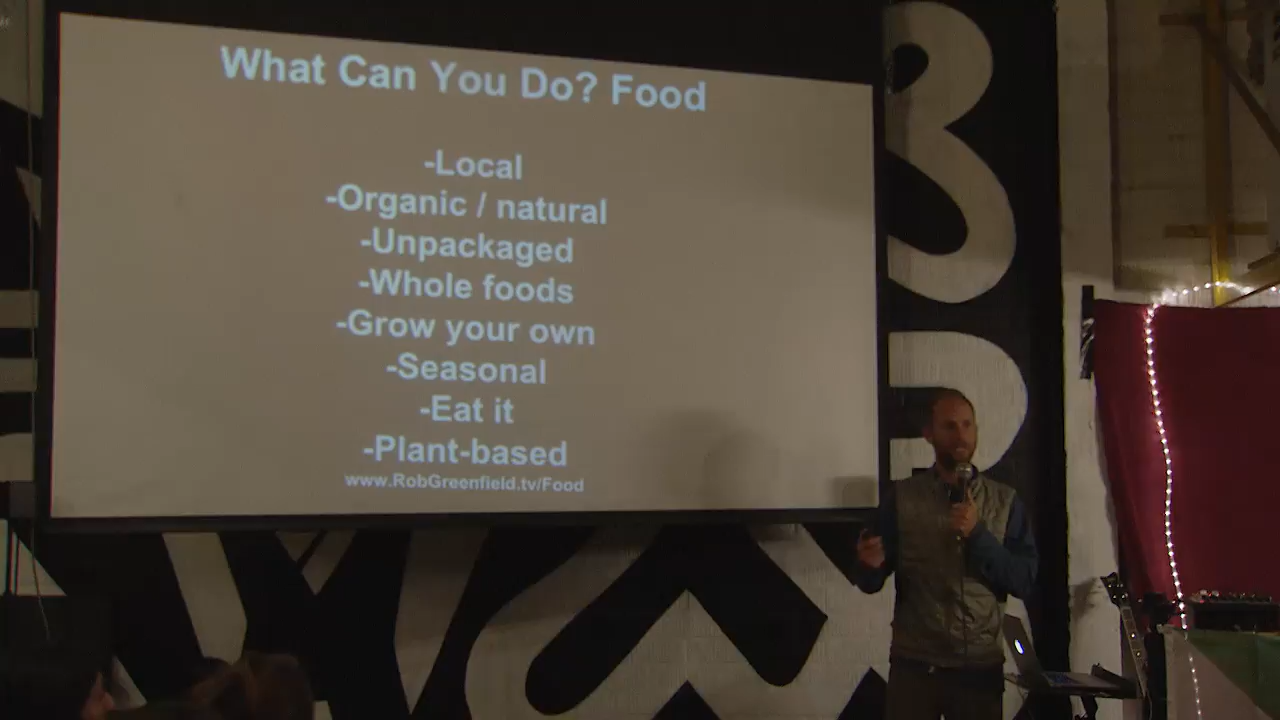 What Can You Do? Food
-Local
-Organic / natural
-Unpackaged
-Whole foods
-Grow your own
-Seasonal
-Eat it
-Plant-based
www.RobGreenfield.tv/Food